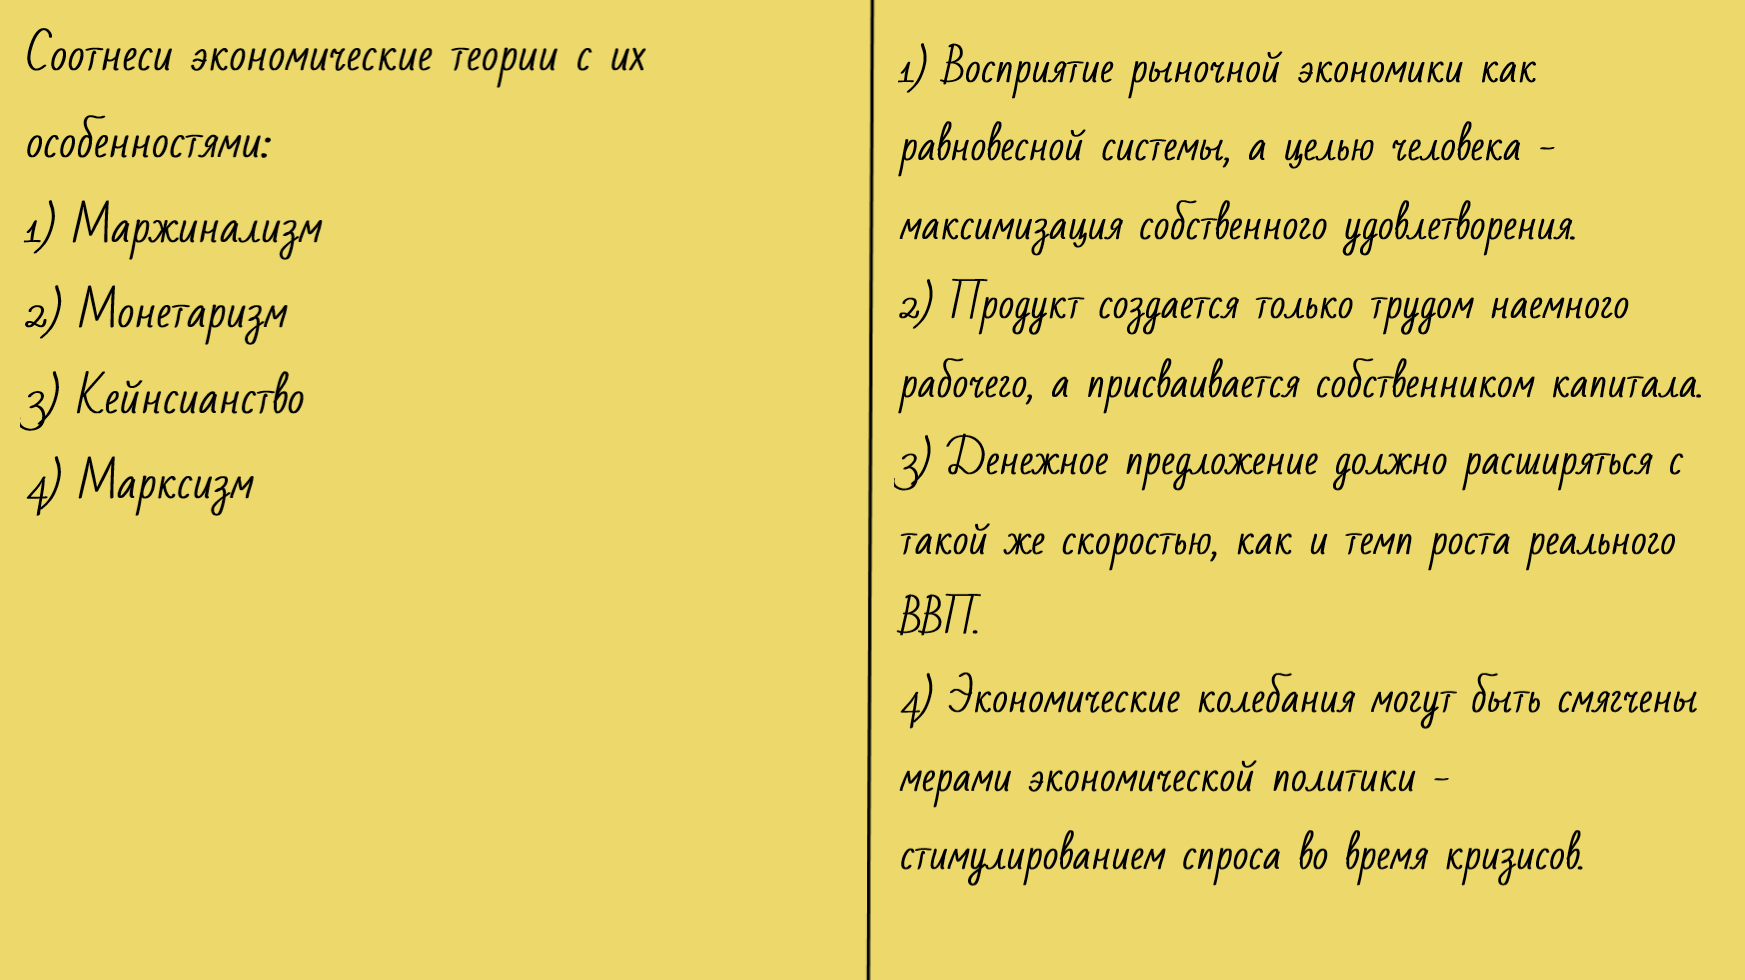 Соотнеси экономические теории с их
особенностями:
1) Маржинализм
2) Монетаризм
3) Кейнсианство
4) Марксизм
1) Восприятие рыночной экономики как
равновесной системы, а целью человека -
максимизация собственного удовлетворения.
2) Продукт создается только трудом наемного
рабочего, а присваивается собственником капитала.
3) Денежное предложение должно расширяться с
такой же скоростью, как и темп роста реального
ВВП.
4) Экономические колебания могут быть смягчены
мерами экономической политики -
стимулированием спроса во время кризисов.